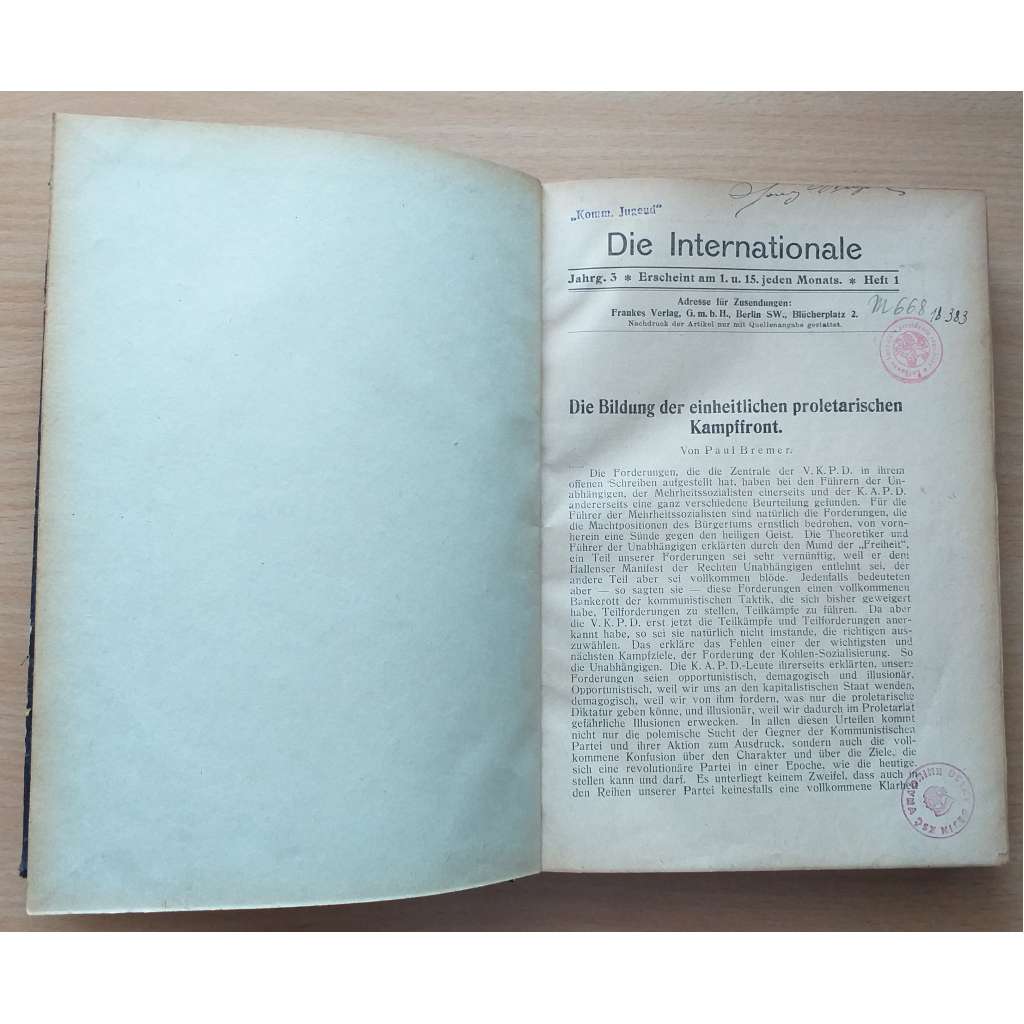 „Komm. Jugend“
Die Internationale
Jahrg. 3 * Erscheint am 1. u. 15. jeden Monats. * Heft 1
Adresse für Zusendungen:
Frankes Verlag, G. m. b. H., Berlin SW., Blücherplatz 2.
Nachdruck der Artikel nur mit Quellenangabe gestattet.
M 668
18 383
Die Bildung der einheitlichen proletarischen
Kampffront.
Von Paul Bremer.
Die Forderungen, die die Zentrale der V. K. P. D. in ihrem
offenen Schreiben aufgestellt hat, haben bei den Führern der Un-
abhängigen, der Mehrheitssozialisten einerseits und der K. A. P. D.
andererseits eine ganz verschiedene Beurteilung gefunden. Für die
Führer der Mehrheitssozialisten sind natürlich die Forderungen, die
die Machtpositionen des Bürgertums ernstlich bedrohen, von vorn-
herein eine Sünde gegen den heiligen Geist. Die Theoretiker und
Führer der Unabhängigen erklärten durch den Mund der „Freiheit“,
ein Teil unserer Forderungen sei sehr vernünftig, weil er dem
Hallenser Manifest der Rechten Unabhängigen entlehnt sei, der
andere Teil aber sei vollkommen blöde. Jedenfalls bedeuteten
aber — so sagten sie — diese Forderungen einen vollkommenen
Bankerott der kommunistischen Taktik, die sich bisher geweigert
habe, Teilforderungen zu stellen, Teilkämpfe zu führen. Da aber
die V. K. P. D. erst jetzt die Teilkämpfe und Teilforderungen aner-
kannt habe, so sei sie natürlich nicht imstande, die richtigen aus-
zuwählen. Das erkläre das Fehlen einer der wichtigsten und
nächsten Kampfziele, der Forderung der Kohlen-Sozialisierung. So
die Unabhängigen. Die K. A. P. D.-Leute ihrerseits erklärten, unsere
Forderungen seien opportunistisch, demagogisch und illusionär.
Opportunistisch, weil wir uns an den kapitalistischen Staat wenden,
demagogisch, weil wir von ihm fordern, was nur die proletarische
Diktatur geben könne, und illusionär, weil wir dadurch im Proletariat
gefährliche Illusionen erwecken. In allen diesen Urteilen kommt
nicht nur die polemische Sucht der Gegner der Kommunistischen
Partei und ihrer Aktion zum Ausdruck, sondern auch die voll-
kommene Konfusion über den Charakter und über die Ziele, die
sich eine revolutionäre Partei in einer Epoche, wie die heutige,
stellen kann und darf. Es unterliegt keinem Zweifel, dass auch in
den Reihen unserer Partei keinesfalls eine vollkommene Klarheit